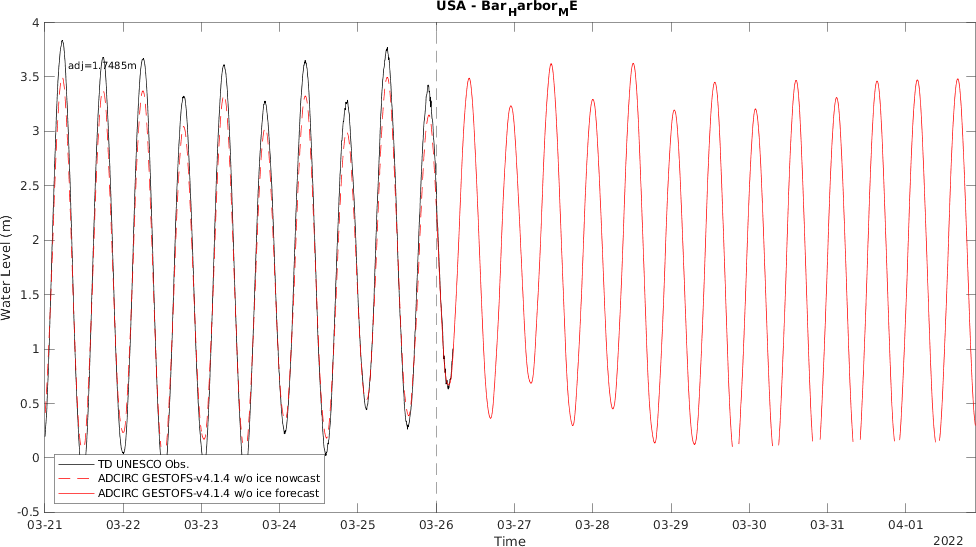 USA - BarHarborME
4
3.5
3
2.5
2
1.5
1
0.5
0
-0.5
Water Level (m)
adj=1.7485m
TD UNESCO Obs.
ADCIRC GESTOFS-v4.1.4 w/o ice nowcast
ADCIRC GESTOFS-v4.1.4 w/o ice forecast
03-21 03-22 03-23 03-24 03-25 03-26 03-27 03-28 03-29 03-30 03-31 04-01
Time
2022